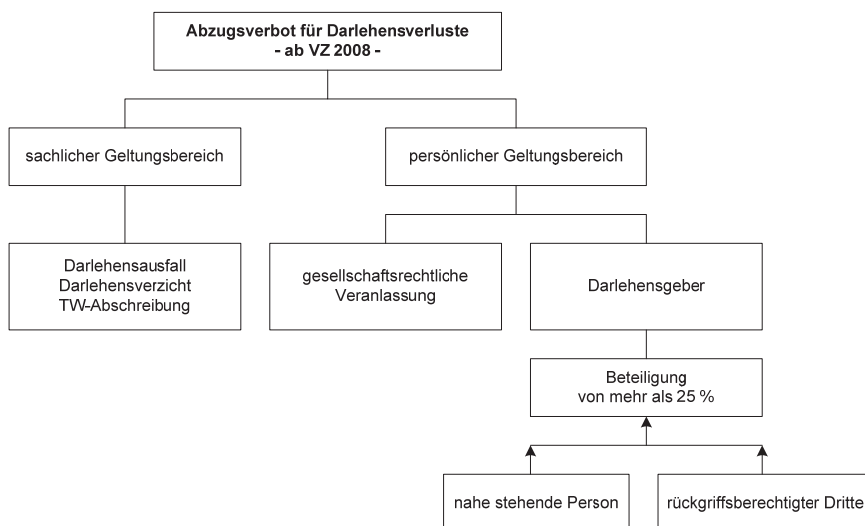 Abzugsverbot für Darlehensverluste
- ab VZ 2008 -
sachlicher Geltungsbereich
persönlicher Geltungsbereich
Darlehensausfall
Darlehensverzicht
TW-Abschreibung
gesellschaftsrechtliche
Veranlassung
Darlehensgeber
Beteiligung
von mehr als 25 %
nahe stehende Person
rückgriffsberechtigter Dritte